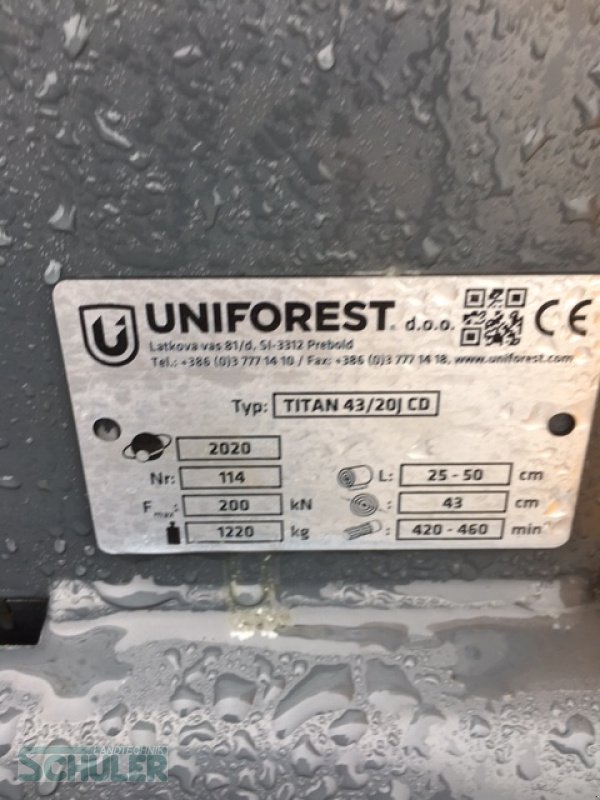 UNIFOREST d.o.o. CE
Latkova vas 81/d, SI-3312 Prebold
Tel.: +386 (0)3 777 14 10 / Fax: +386 (0)3 777 14 18, www.uniforest.com
Typ: TITAN 43/20J CD
2020
Nr: 114
F max: 200 kN
1220 kg
L: 25 - 50 cm
: 43 cm
: 420 - 460 min
LANDTECHNIK
SCHULER